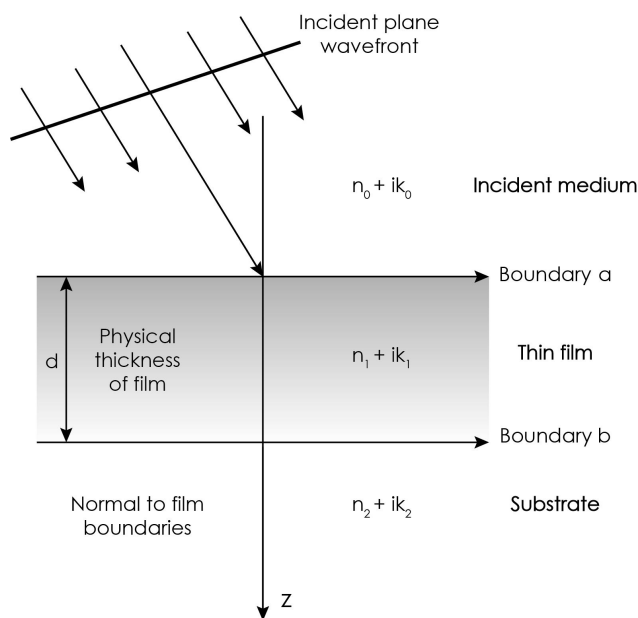 Incident plane
wavefront
n₀ + ik₀
Incident medium
Boundary a
d
Physical
thickness
of film
n₁ + ik₁
Thin film
Boundary b
Normal to film
boundaries
n₂ + ik₂
Substrate
z